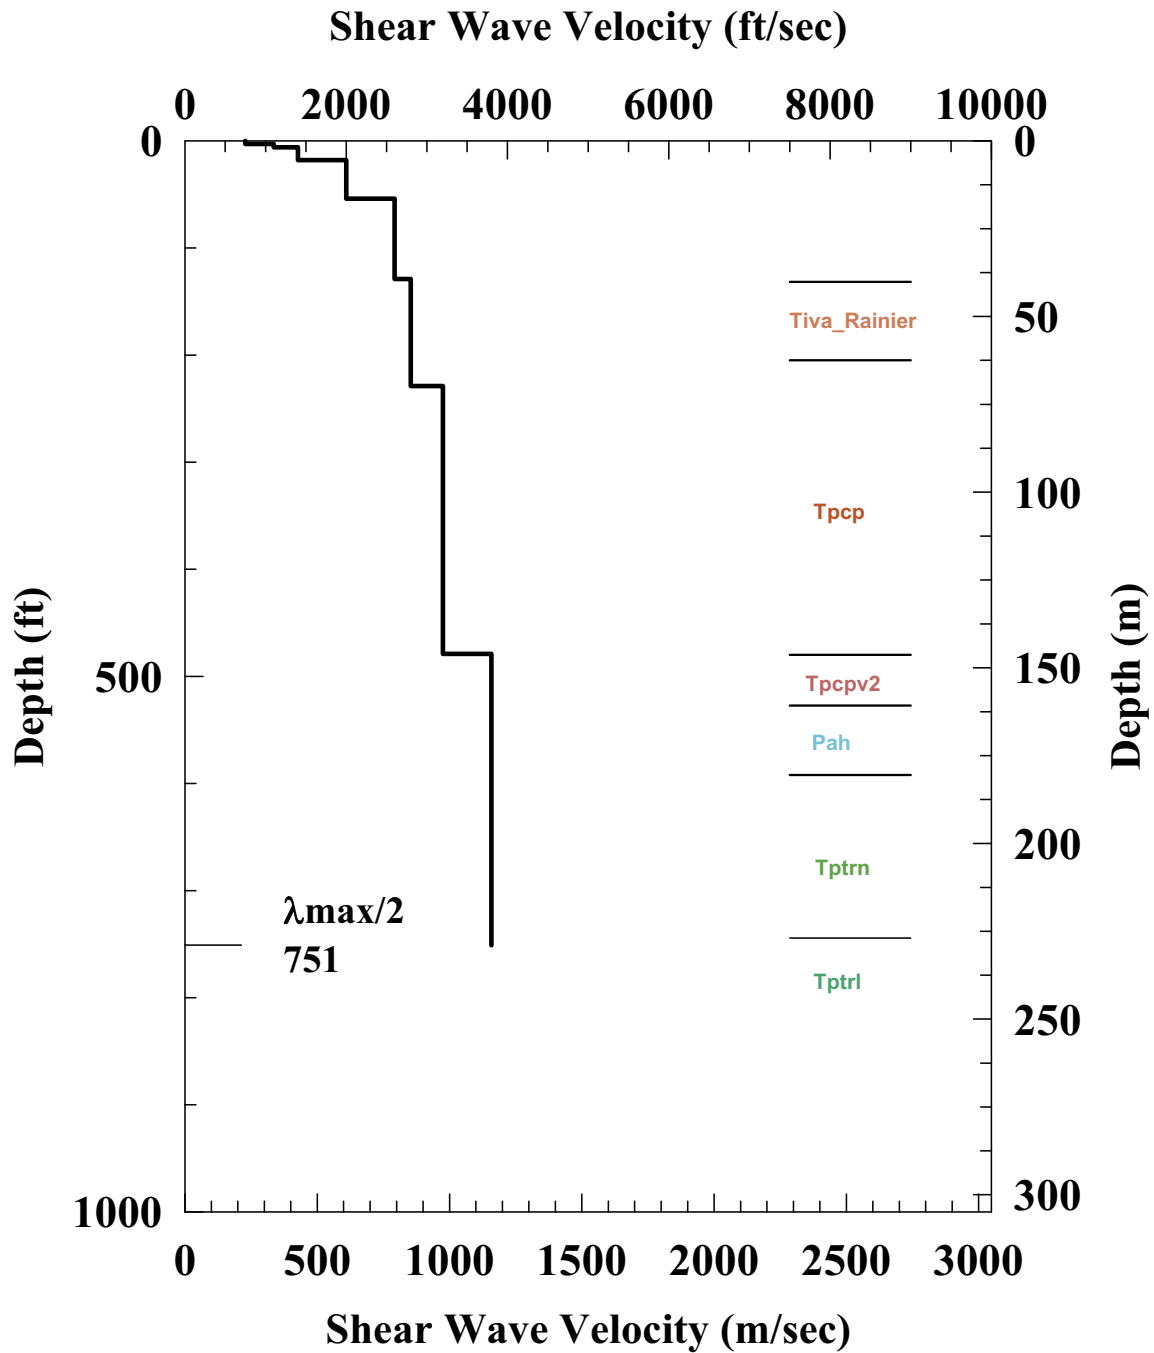 Shear Wave Velocity (ft/sec)
0 2000 4000 6000 8000 10000
0 0
50
100
150
200
250
300
500
1000
Depth (ft)
Depth (m)
Tiva_Rainier
Tpcp
Tpcpv2
Pah
Tptrn
Tptrl
λmax/2
751
0 500 1000 1500 2000 2500 3000
Shear Wave Velocity (m/sec)